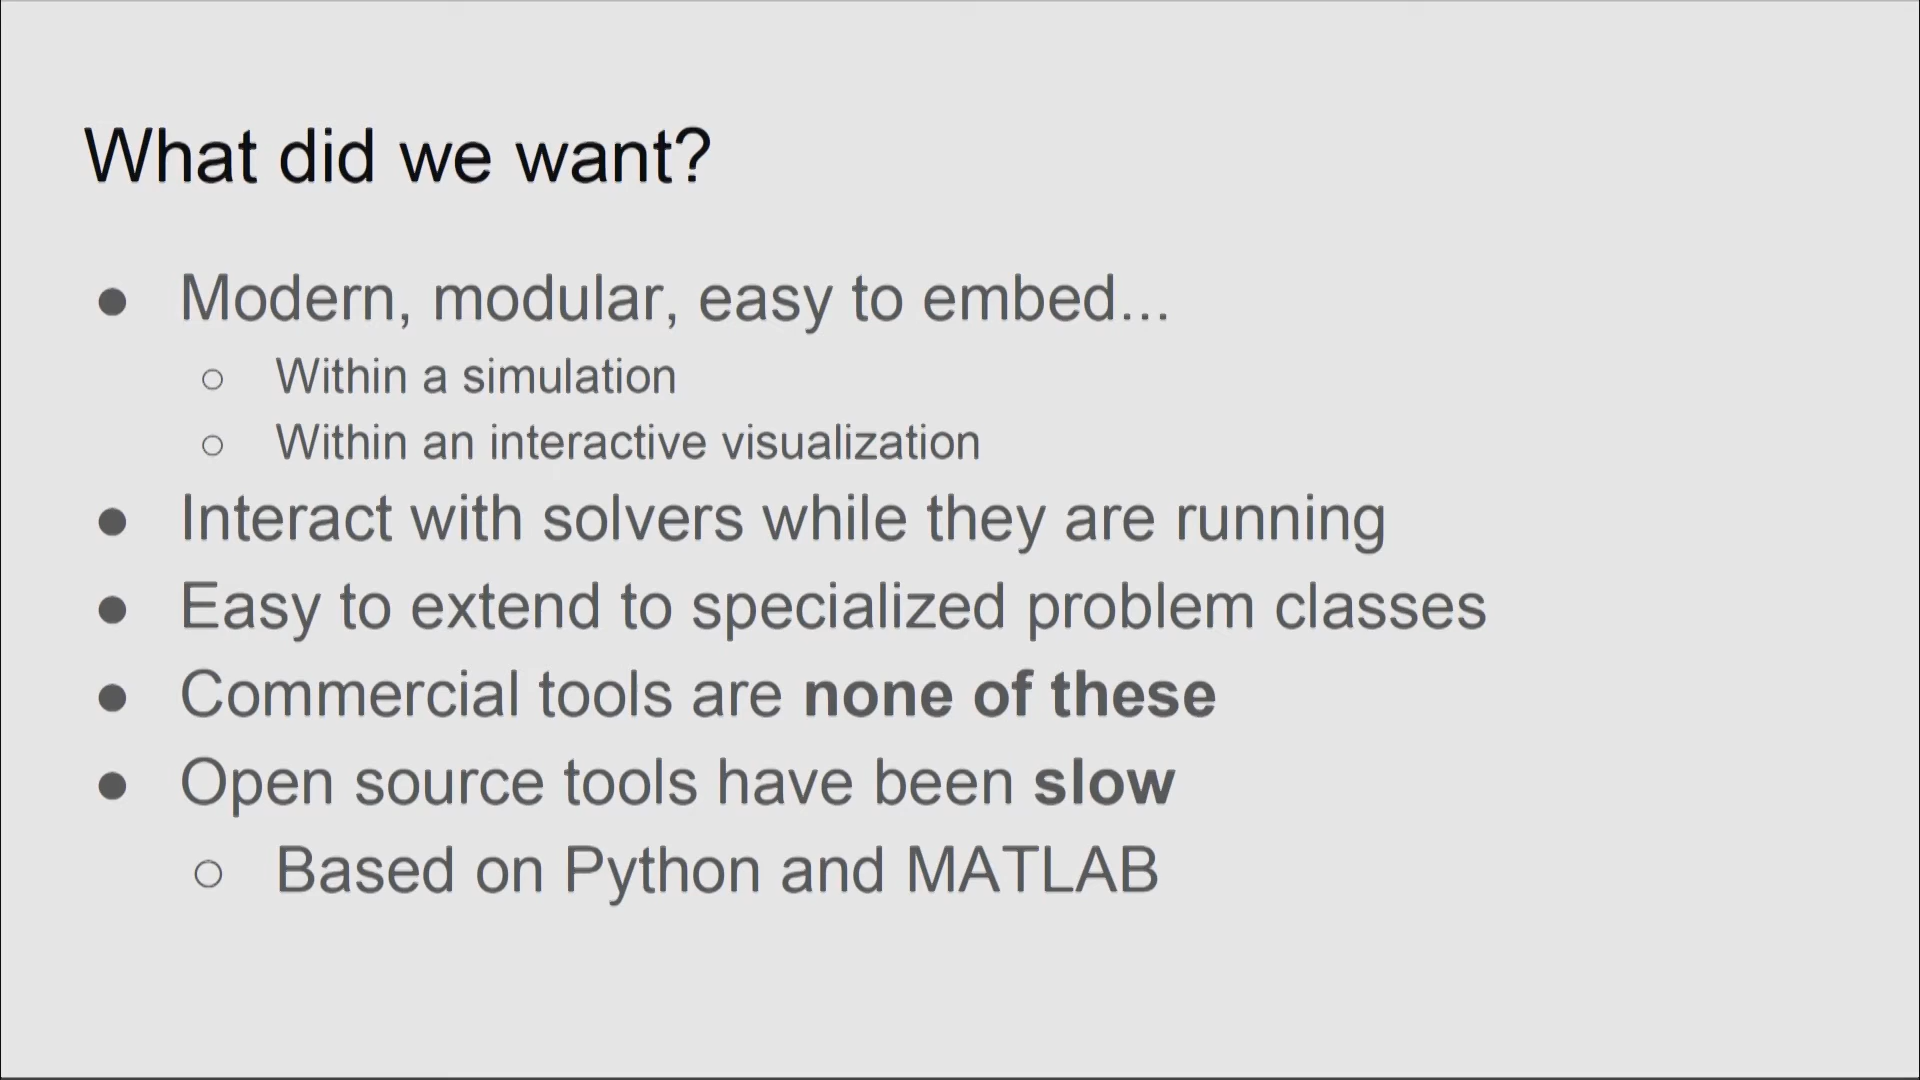 What did we want?
● Modern, modular, easy to embed...
○ Within a simulation
○ Within an interactive visualization
● Interact with solvers while they are running
● Easy to extend to specialized problem classes
● Commercial tools are none of these
● Open source tools have been slow
○ Based on Python and MATLAB